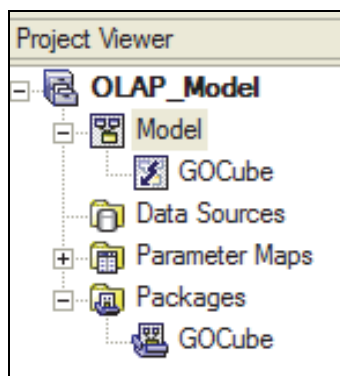 Project Viewer
OLAP_Model
Model
GOCube
Data Sources
Parameter Maps
Packages
GOCube